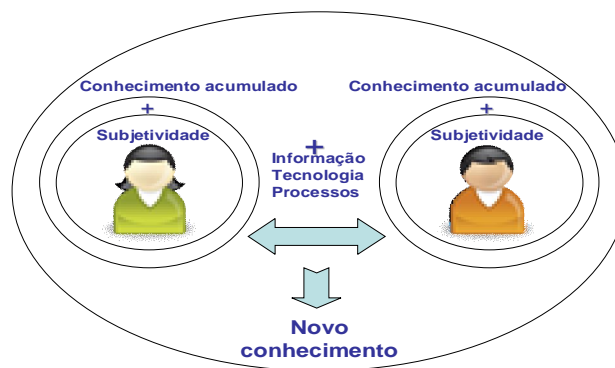 Conhecimento acumulado
+
Subjetividade
Conhecimento acumulado
+
Subjetividade
+
Informação
Tecnologia
Processos
Novo
conhecimento